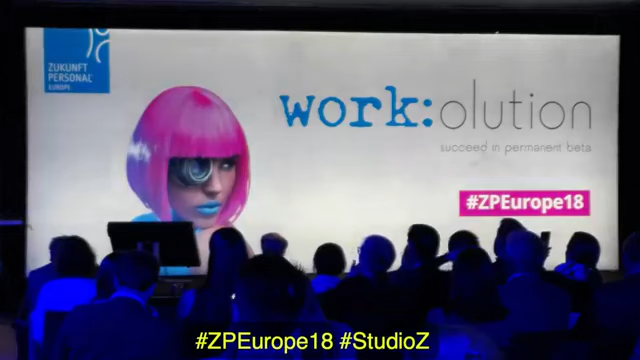 ZUKUNFT
PERSONAL
EUROPE
work:olution
succeed in permanent beta
#ZPEurope18
#ZPEurope18 #StudioZ